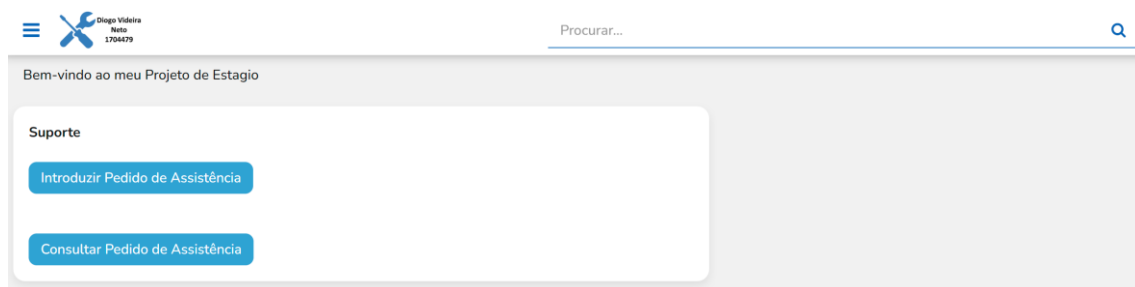 Diogo Videira
Neto
1704479
Procurar...
Bem-vindo ao meu Projeto de Estagio
Suporte
Introduzir Pedido de Assistência
Consultar Pedido de Assistência